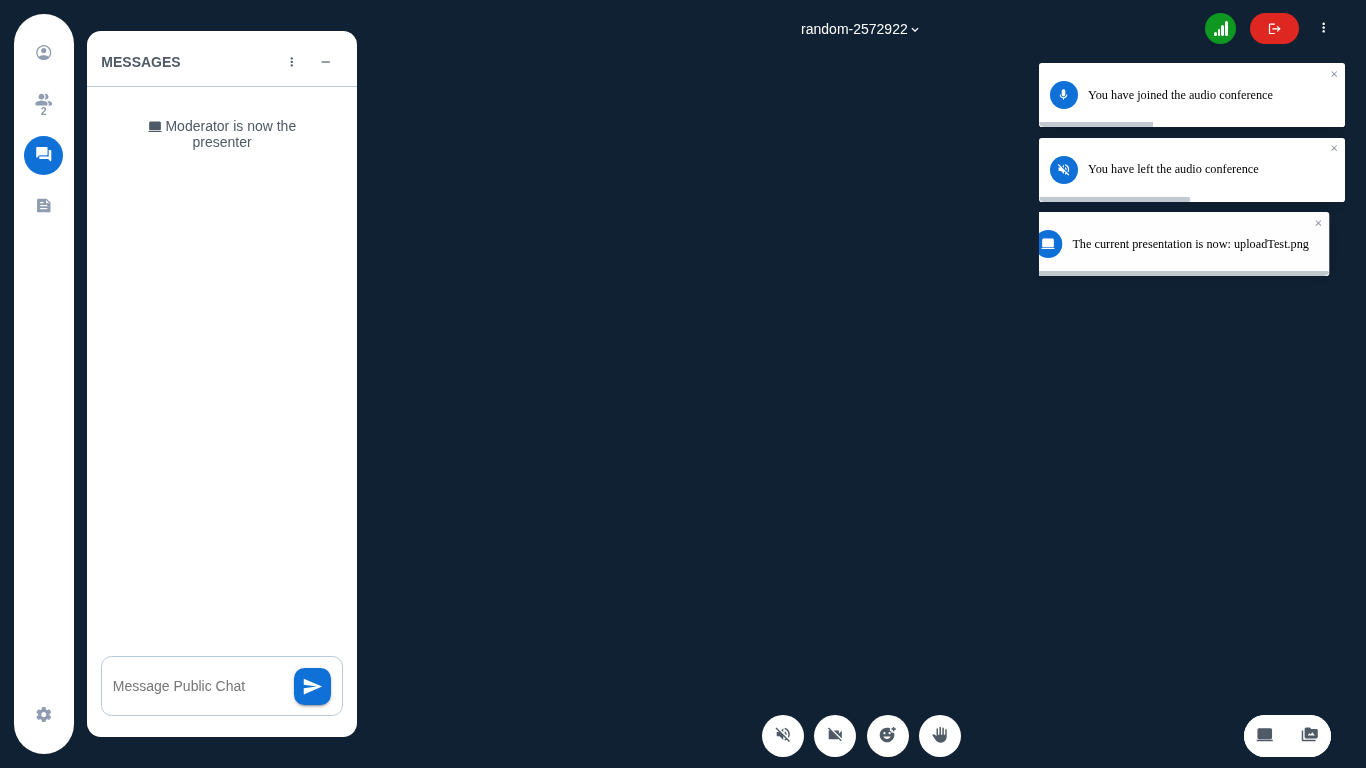 random-2572922
2
MESSAGES
Moderator is now the
presenter
Message Public Chat
You have joined the audio conference
You have left the audio conference
The current presentation is now: uploadTest.png